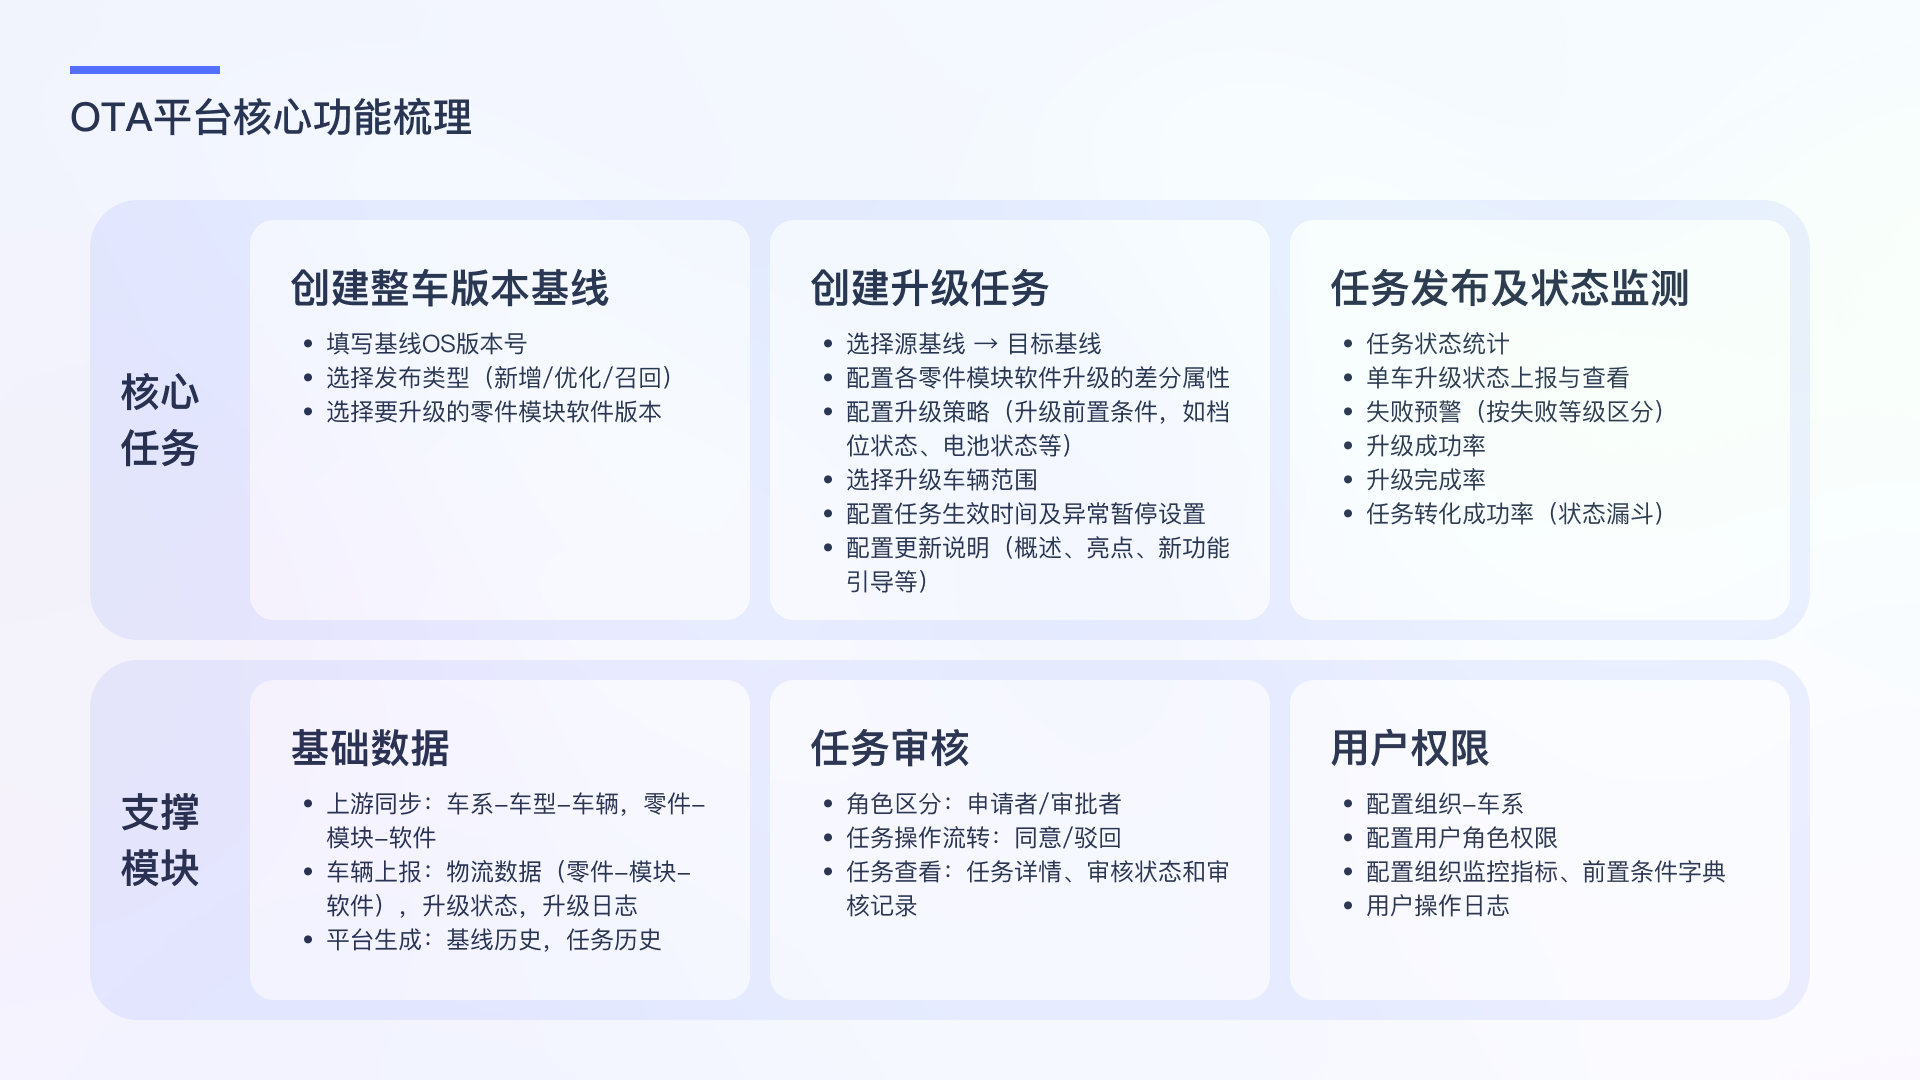 OTA平台核心功能梳理
核心
任务
创建整车版本基线
• 填写基线OS版本号
• 选择发布类型（新增/优化/召回）
• 选择要升级的零件模块软件版本
创建升级任务
• 选择源基线 → 目标基线
• 配置各零件模块软件升级的差分属性
• 配置升级策略（升级前置条件，如档
位状态、电池状态等）
• 选择升级车辆范围
• 配置任务生效时间及异常暂停设置
• 配置更新说明（概述、亮点、新功能
引导等）
任务发布及状态监测
• 任务状态统计
• 单车升级状态上报与查看
• 失败预警（按失败等级区分）
• 升级成功率
• 升级完成率
• 任务转化成功率（状态漏斗）
支撑
模块
基础数据
• 上游同步：车系–车型–车辆，零件–
模块–软件
• 车辆上报：物流数据（零件–模块–
软件），升级状态，升级日志
• 平台生成：基线历史，任务历史
任务审核
• 角色区分：申请者/审批者
• 任务操作流转：同意/驳回
• 任务查看：任务详情、审核状态和审
核记录
用户权限
• 配置组织–车系
• 配置用户角色权限
• 配置组织监控指标、前置条件字典
• 用户操作日志